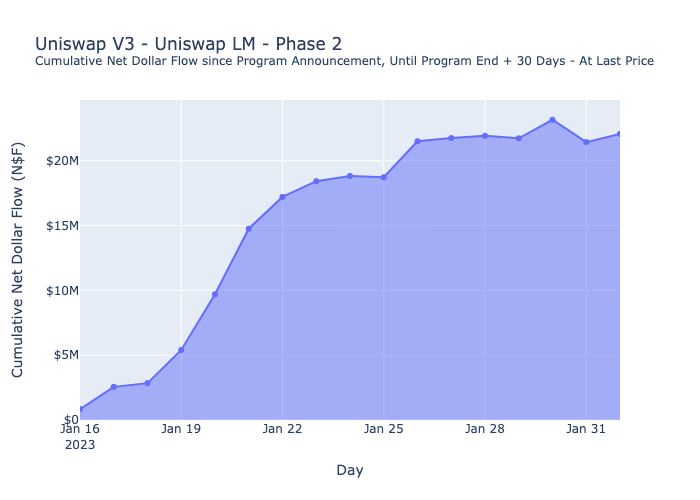 Uniswap V3 - Uniswap LM - Phase 2
Cumulative Net Dollar Flow since Program Announcement, Until Program End + 30 Days - At Last Price
Cumulative Net Dollar Flow (N$F)
$20M
$15M
$10M
$5M
$0
Jan 16
2023
Jan 19
Jan 22
Jan 25
Jan 28
Jan 31
Day